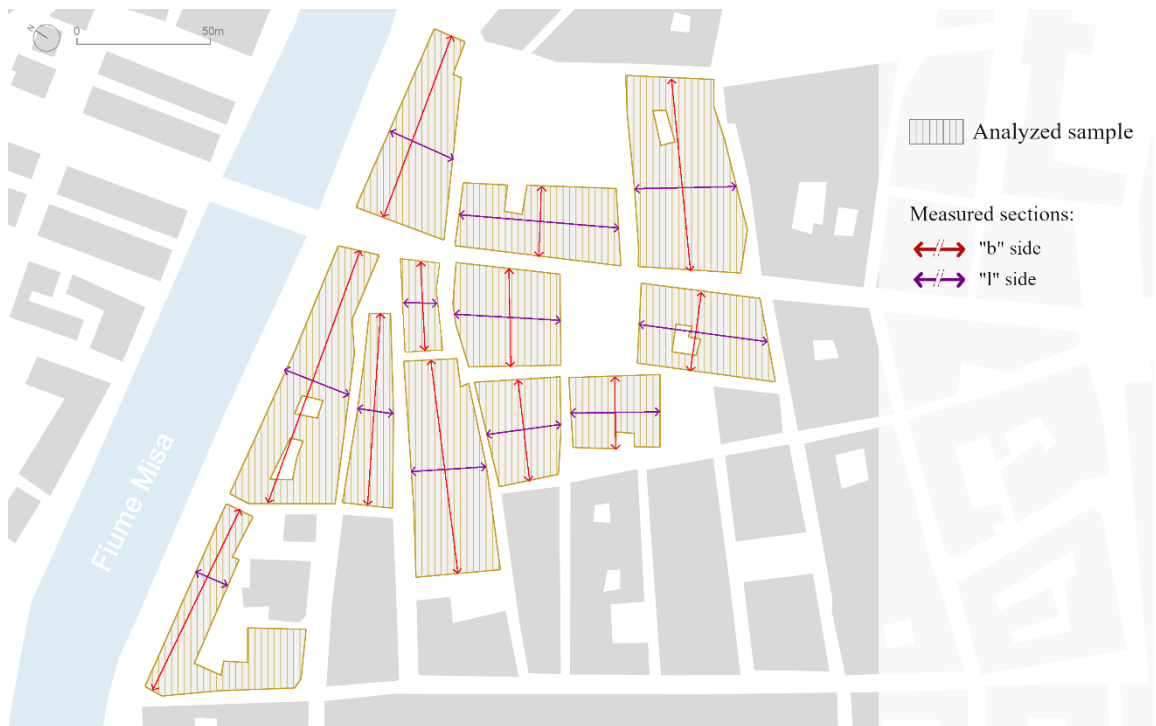 N
0
50m
Analyzed sample
Measured sections:
"b" side
"l" side
Fiume Misa